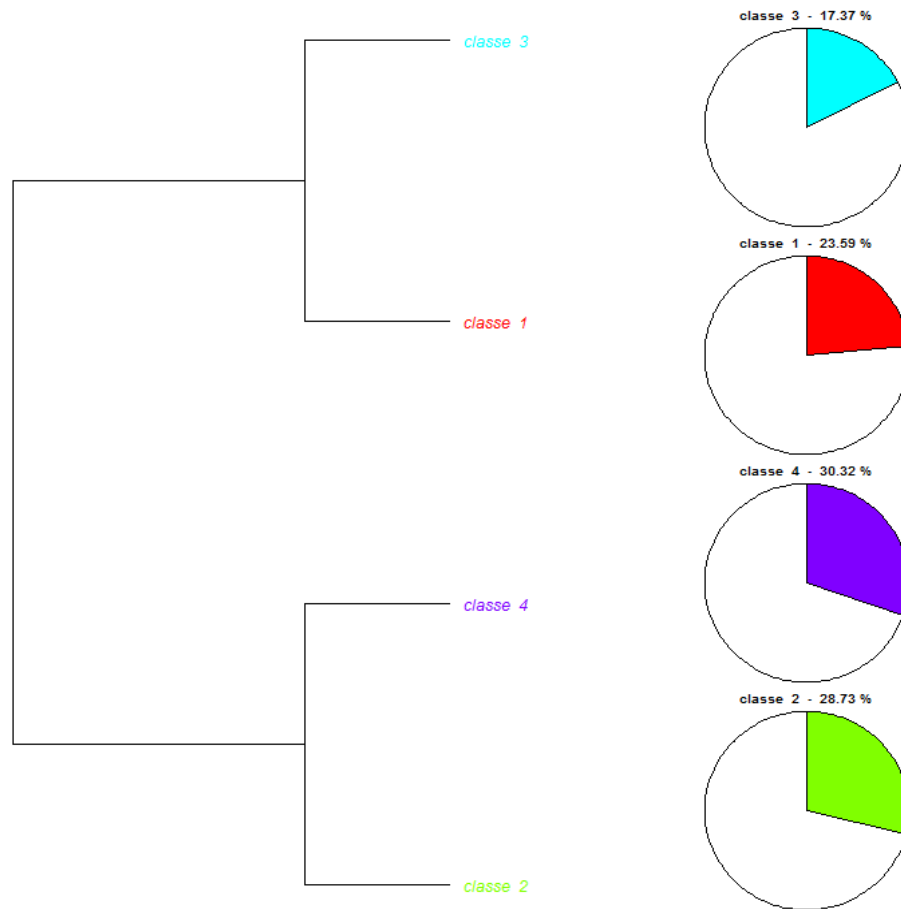 classe 3 - 17.37 %
classe 3
classe 1 - 23.59 %
classe 1
classe 4 - 30.32 %
classe 4
classe 2 - 28.73 %
classe 2